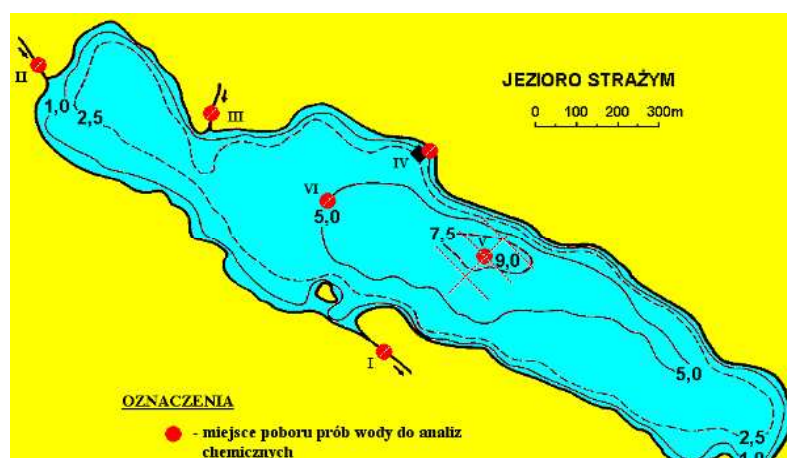 II
III
JEZIORO STRAŻYM
0 100 200 300m
1,0
2,5
IV
VI
5,0
7,5
V
9,0
I
5,0
OZNACZENIA
2,5
- miejsce poboru prób wody do analiz
1,0
chemicznych